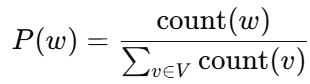 P(w) = count(w) / ∑_{v∈V} count(v)